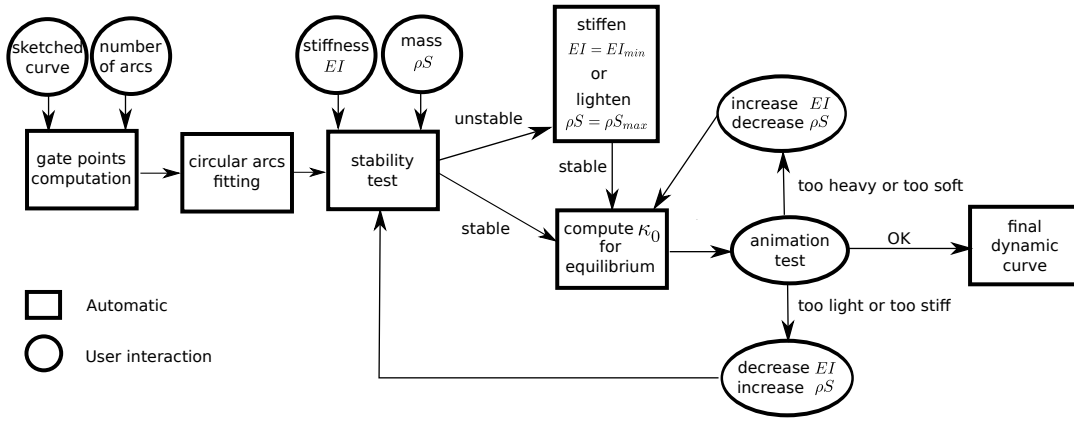 sketched
curve
number
of arcs
stiffness
EI
mass
ρS
stiffen
EI = EI_min
or
lighten
ρS = ρS_max
increase EI
decrease ρS
unstable
gate points
computation
circular arcs
fitting
stability
test
stable
too heavy or too soft
stable
compute κ₀
for
equilibrium
animation
test
OK
final
dynamic
curve
too light or too stiff
Automatic
User interaction
decrease EI
increase ρS